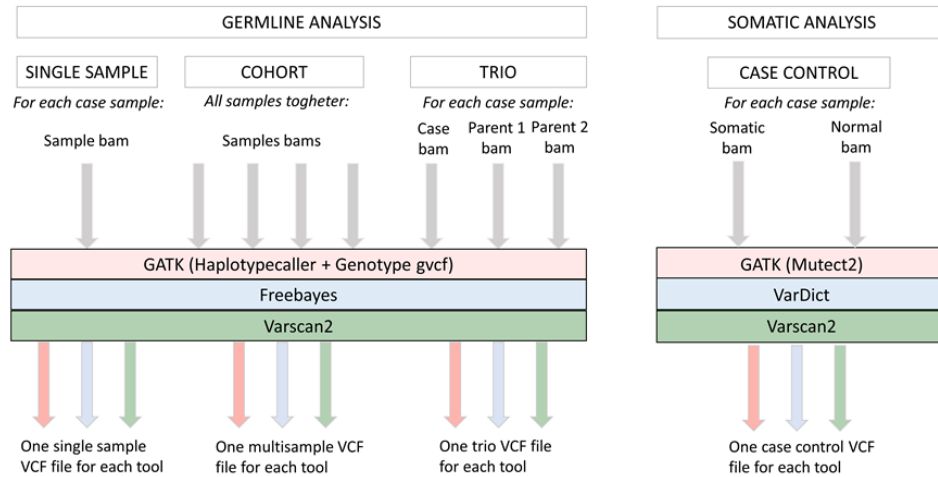 GERMLINE ANALYSIS
SOMATIC ANALYSIS
SINGLE SAMPLE
COHORT
TRIO
CASE CONTROL
For each case sample:
All samples togheter:
For each case sample:
For each case sample:
Sample bam
Samples bams
Case
bam
Parent 1
bam
Parent 2
bam
Somatic
bam
Normal
bam
GATK (Haplotypecaller + Genotype gvcf)
Freebayes
Varscan2
GATK (Mutect2)
VarDict
Varscan2
One single sample
VCF file for each tool
One multisample VCF
file for each tool
One trio VCF file
for each tool
One case control VCF
file for each tool